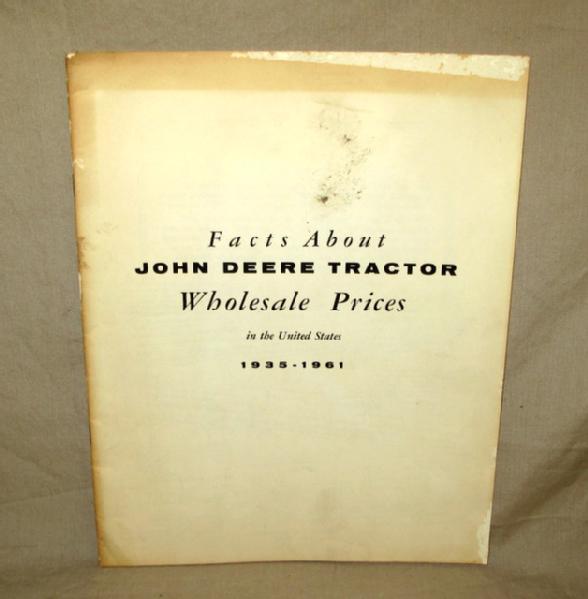 Facts About
JOHN DEERE TRACTOR
Wholesale Prices
in the United States
1935-1961